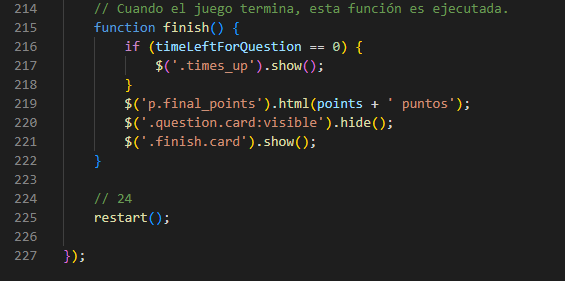 214 // Cuando el juego termina, esta función es ejecutada.
215 function finish() {
216 if (timeLeftForQuestion == 0) {
217 $('.times_up').show();
218 }
219 $('p.final_points').html(points + ' puntos');
220 $('.question.card:visible').hide();
221 $('.finish.card').show();
222 }
223
224 // 24
225 restart();
226
227 });